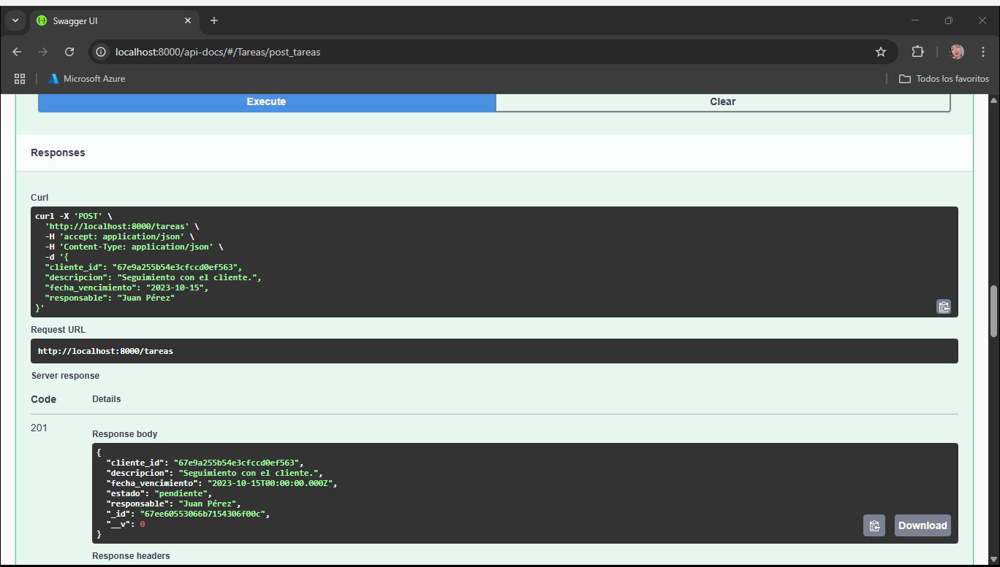 Swagger UI
localhost:8000/api-docs/#/Tareas/post_tareas
Microsoft Azure
Todos los favoritos
Execute
Clear
Responses
Curl
curl -X 'POST' \
'http://localhost:8000/tareas' \
-H 'accept: application/json' \
-H 'Content-Type: application/json' \
-d '{
"cliente_id": "67e9a255b54e3cfccd0ef563",
"descripcion": "Seguimiento con el cliente.",
"fecha_vencimiento": "2023-10-15",
"responsable": "Juan Pérez"
}'
Request URL
http://localhost:8000/tareas
Server response
Code
Details
201
Response body
{
"cliente_id": "67e9a255b54e3cfccd0ef563",
"descripcion": "Seguimiento con el cliente.",
"fecha_vencimiento": "2023-10-15T00:00:00.000Z",
"estado": "pendiente",
"responsable": "Juan Pérez",
"_id": "67ee60553066b7154306f00c",
"__v": 0
}
Download
Response headers